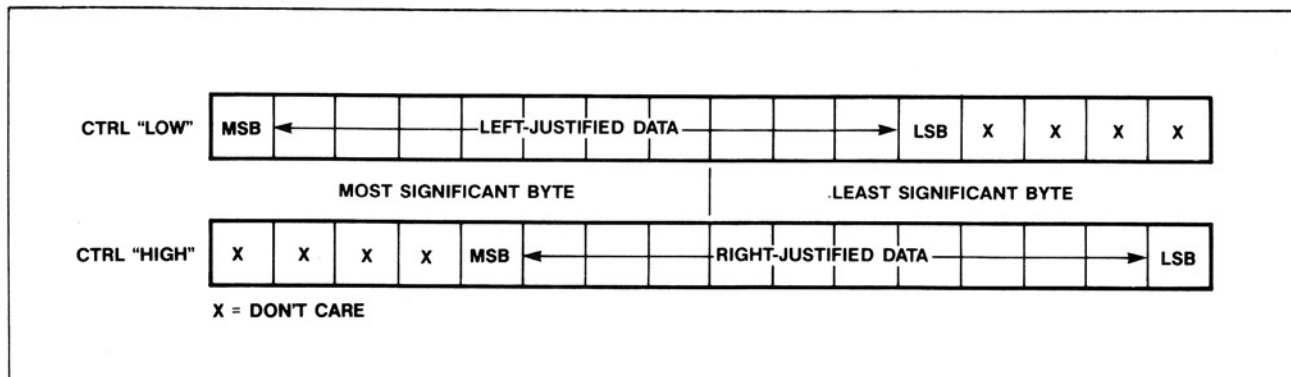 CTRL "LOW" MSB LEFT-JUSTIFIED DATA LSB X X X X
MOST SIGNIFICANT BYTE LEAST SIGNIFICANT BYTE
CTRL "HIGH" X X X X MSB RIGHT-JUSTIFIED DATA LSB
X = DON'T CARE